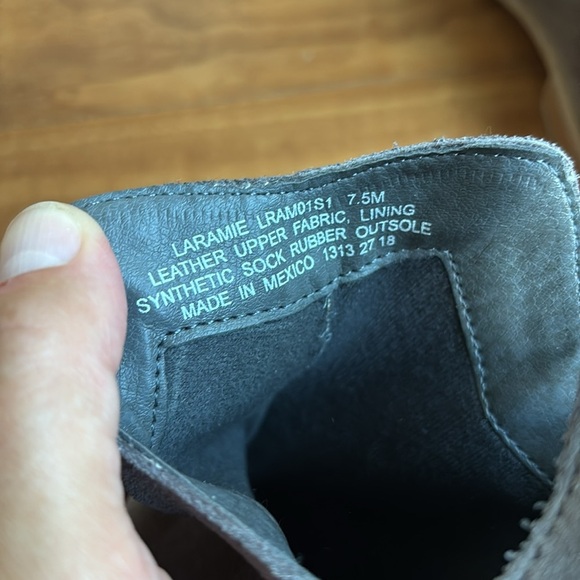 LARAMIE LRAM01S1 7.5M
LEATHER UPPER FABRIC, LINING
SYNTHETIC SOCK RUBBER OUTSOLE
MADE IN MEXICO 1313 27 18